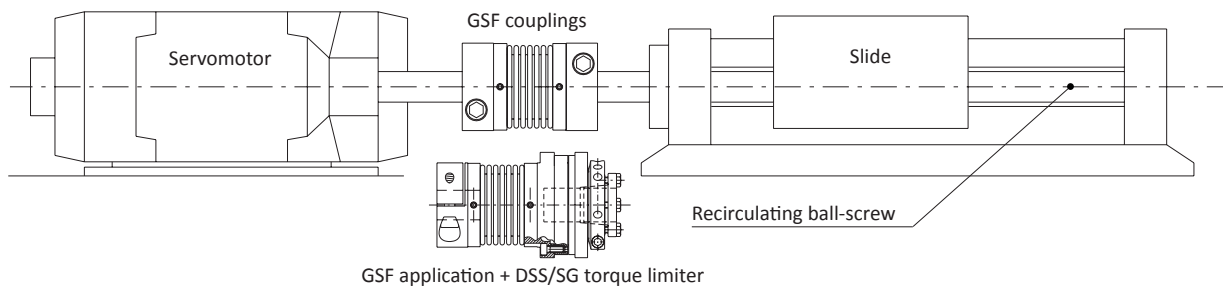 GSF couplings
Servomotor
Slide
Recirculating ball-screw
GSF application + DSS/SG torque limiter